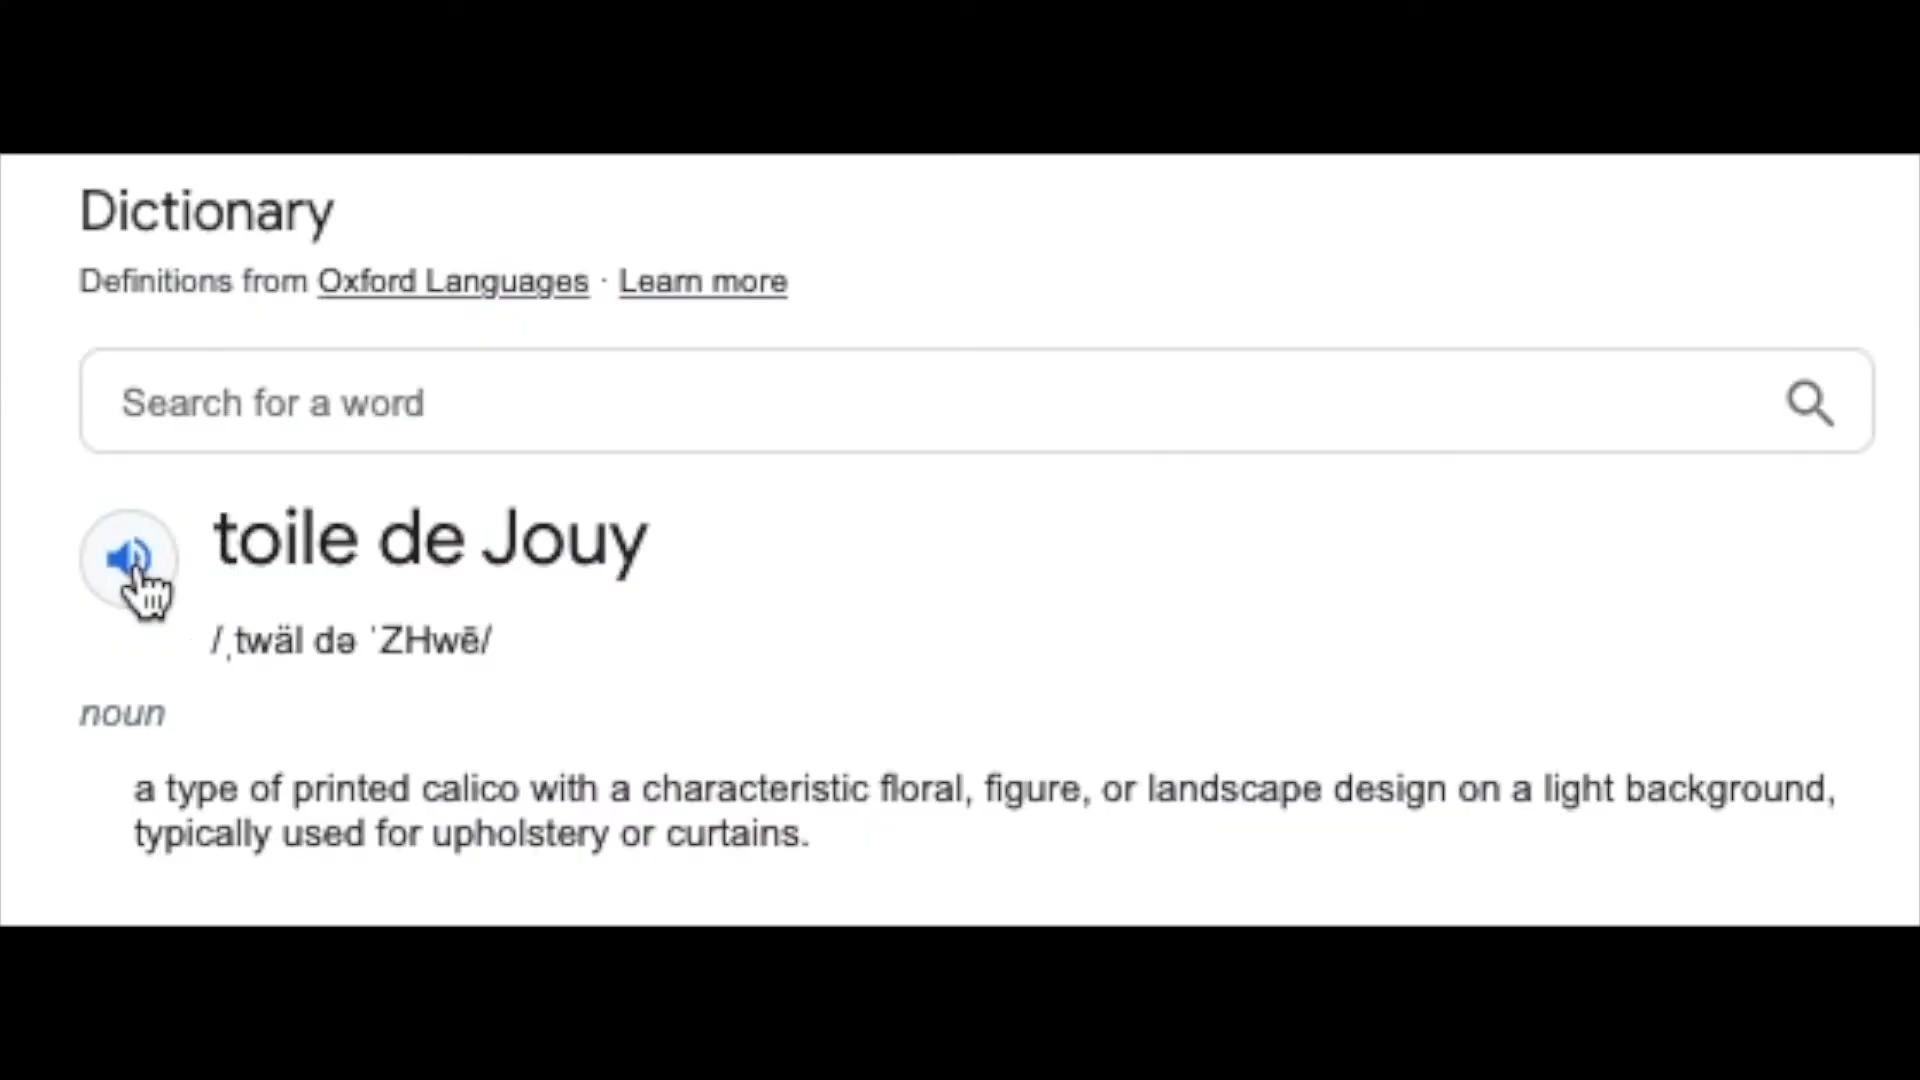 Dictionary
Definitions from Oxford Languages · Learn more
Search for a word
toile de Jouy
/ˌtwäl də ˈZHwē/
noun
a type of printed calico with a characteristic floral, figure, or landscape design on a light background,
typically used for upholstery or curtains.